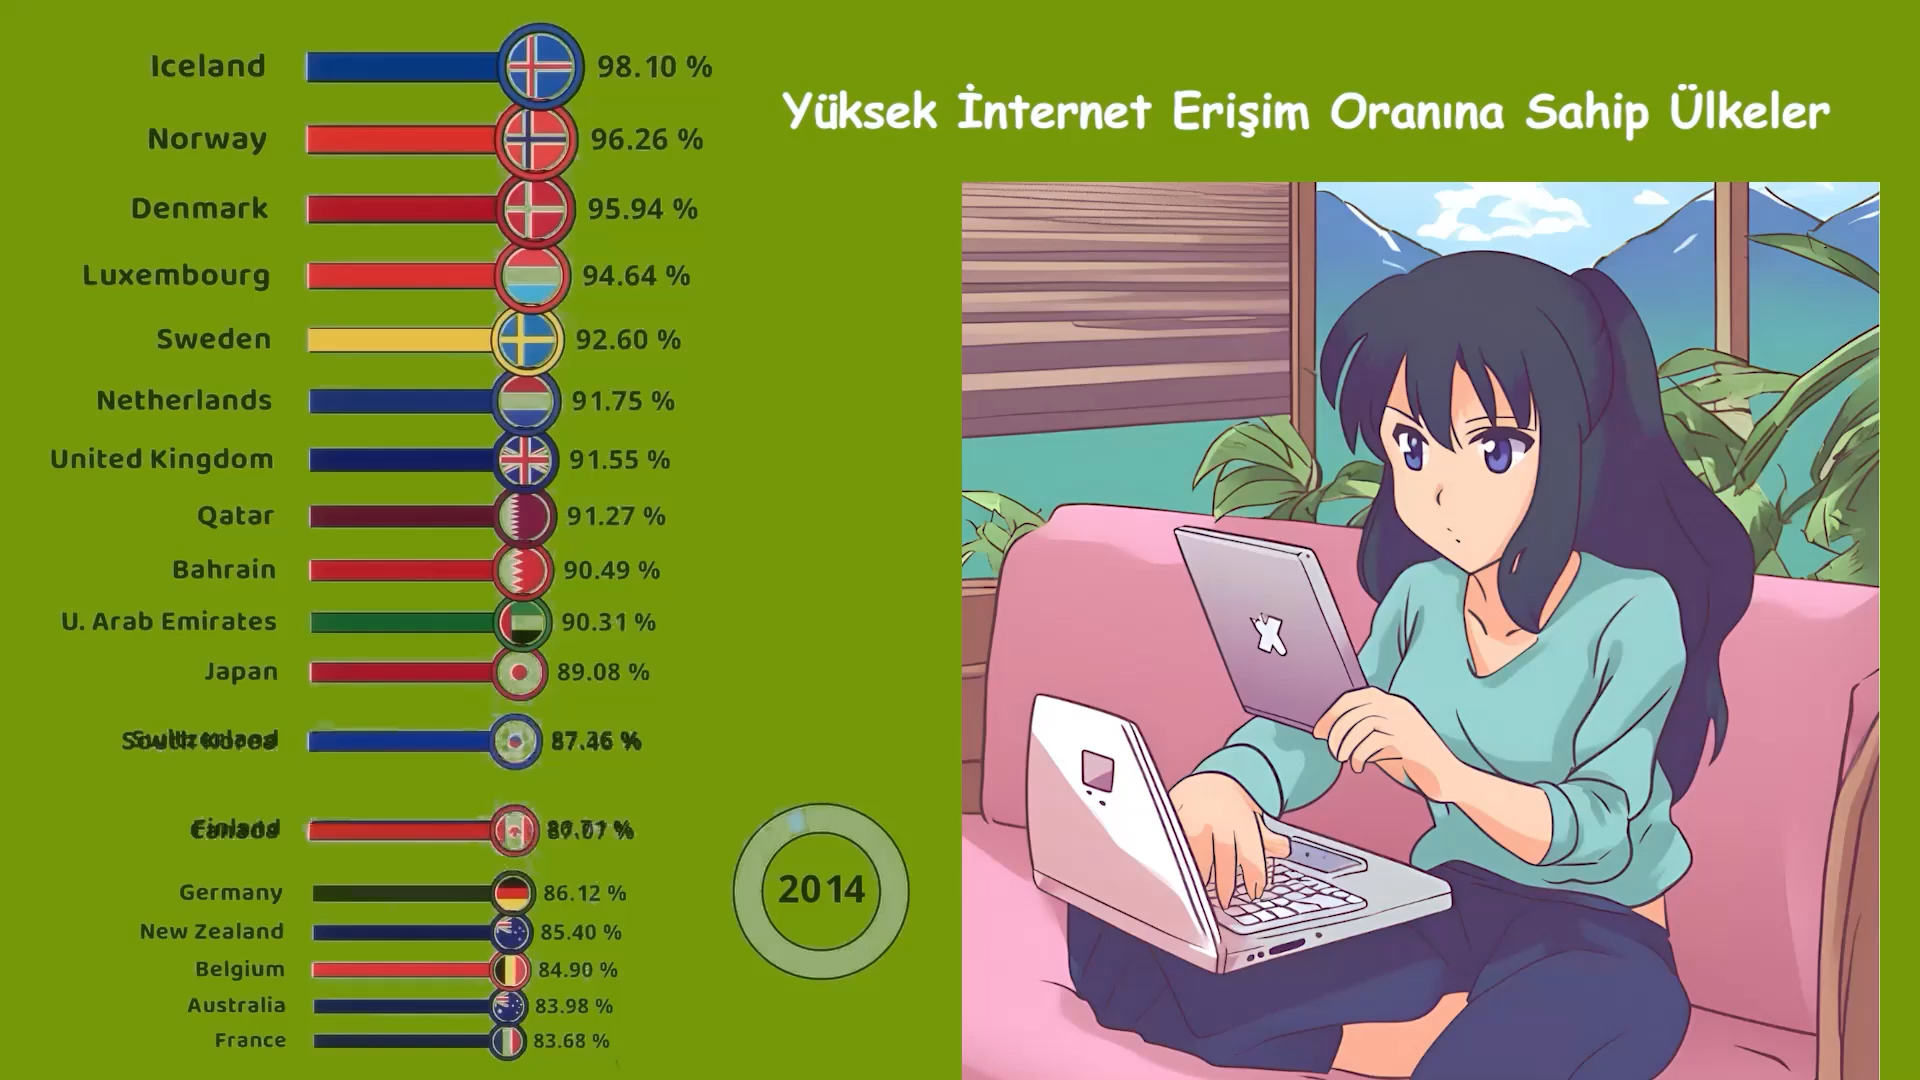 Iceland 98.10 %
Yüksek İnternet Erişim Oranına Sahip Ülkeler
Norway 96.26 %
Denmark 95.94 %
Luxembourg 94.64 %
Sweden 92.60 %
Netherlands 91.75 %
United Kingdom 91.55 %
Qatar 91.27 %
Bahrain 90.49 %
U. Arab Emirates 90.31 %
Japan 89.08 %
Germany 86.12 %
2014
New Zealand 85.40 %
Belgium 84.90 %
Australia 83.98 %
France 83.68 %